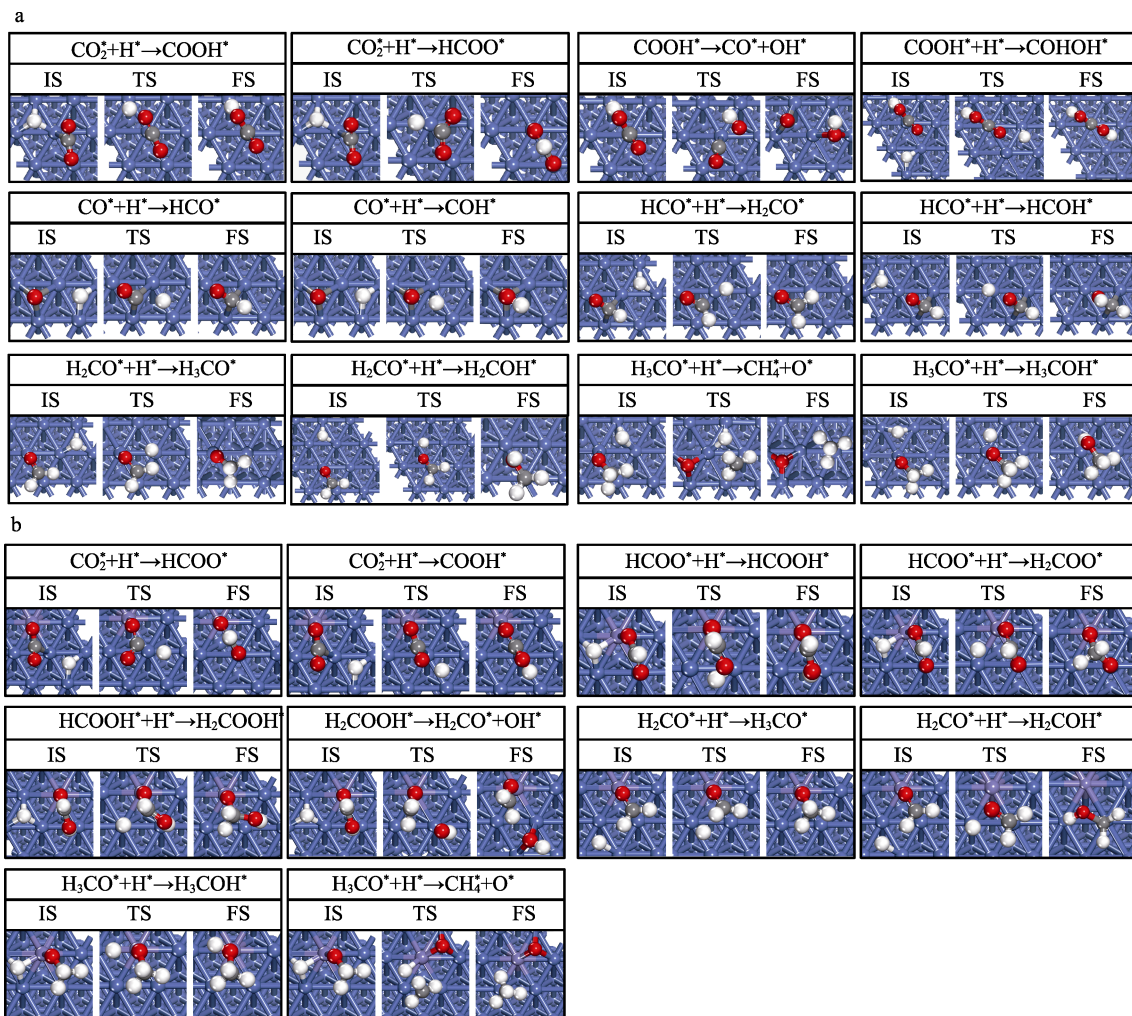 a
CO₂*+H*→COOH* CO₂*+H*→HCOO* COOH*→CO*+OH* COOH*+H*→COHOH*
IS TS FS IS TS FS IS TS FS IS TS FS
CO*+H*→HCO* CO*+H*→COH* HCO*+H*→H₂CO* HCO*+H*→HCOH*
IS TS FS IS TS FS IS TS FS IS TS FS
H₂CO*+H*→H₃CO* H₂CO*+H*→H₂COH* H₃CO*+H*→CH₄*+O* H₃CO*+H*→H₃COH*
IS TS FS IS TS FS IS TS FS IS TS FS
b
CO₂*+H*→HCOO* CO₂*+H*→COOH* HCOO*+H*→HCOOH* HCOO*+H*→H₂COO*
IS TS FS IS TS FS IS TS FS IS TS FS
HCOOH*+H*→H₂COOH* H₂COOH*→H₂CO*+OH* H₂CO*+H*→H₃CO* H₂CO*+H*→H₂COH*
IS TS FS IS TS FS IS TS FS IS TS FS
H₃CO*+H*→H₃COH* H₃CO*+H*→CH₄*+O*
IS TS FS IS TS FS